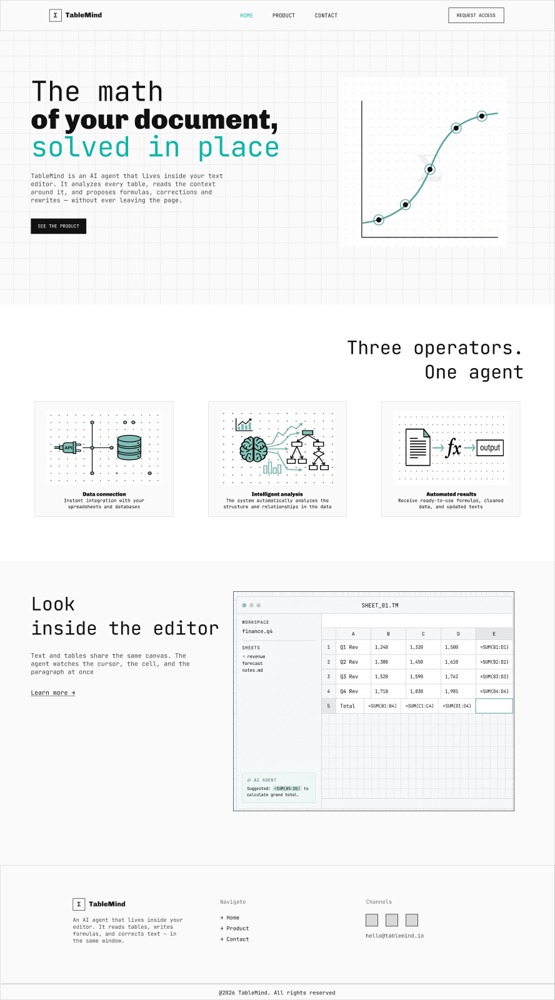 Σ TableMind
HOME PRODUCT CONTACT
REQUEST ACCESS
The math
of your document,
solved in place
TableMind is an AI agent that lives inside your text
editor. It analyzes every table, reads the context
around it, and proposes formulas, corrections and
rewrites — without ever leaving the page.
SEE THE PRODUCT
Σ
Three operators.
One agent
API
fx output
Data connection
Instant integration with your
spreadsheets and databases
Intelligent analysis
The system automatically analyzes the
structure and relationships in the data
Automated results
Receive ready-to-use formulas, cleaned
data, and updated texts
Look
inside the editor
Text and tables share the same canvas. The
agent watches the cursor, the cell, and the
paragraph at once
Learn more →
SHEET_01.TM
WORKSPACE
finance.q4
SHEETS
revenue
forecast
notes.md
AI AGENT
Suggested: =SUM(B5:D5) to
calculate grand total.
A B C D E
1 Q1 Rev 1,240 1,320 1,500 =SUM(B1:D1)
2 Q2 Rev 1,380 1,450 1,610 =SUM(B2:D2)
3 Q3 Rev 1,520 1,590 1,742 =SUM(B3:D3)
4 Q4 Rev 1,710 1,830 1,985 =SUM(B4:D4)
5 Total =SUM(B1:B4) =SUM(C1:C4) =SUM(D1:D4)
Σ TableMind
An AI agent that lives inside your
editor. It reads tables, writes
formulas, and corrects text — in
the same window.
Navigate
→ Home
→ Product
→ Contact
Channels
hello@tablemind.io
@2026 TableMind. All rights reserved